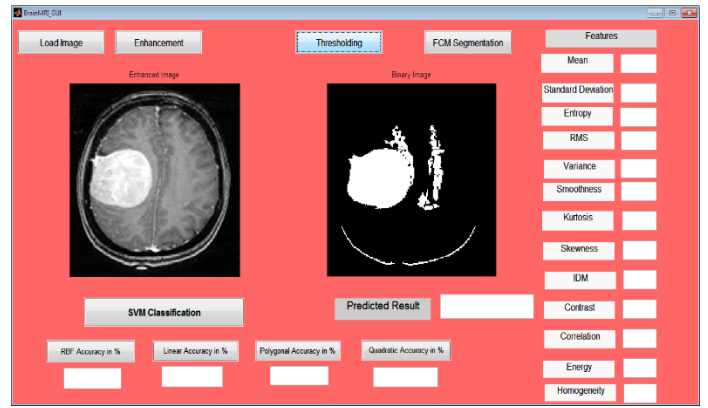 BrainMRI_GUI
Load Image
Enhancement
Thresholding
FCM Segmentation
Features
Enhanced Image
Binary Image
Mean
Standard Deviation
Entropy
RMS
Variance
Smoothness
Kurtosis
Skewness
IDM
Contrast
Correlation
Energy
Homogeneity
SVM Classification
Predicted Result
RBF Accuracy in %
Linear Accuracy in %
Polygonal Accuracy in %
Quadratic Accuracy in %